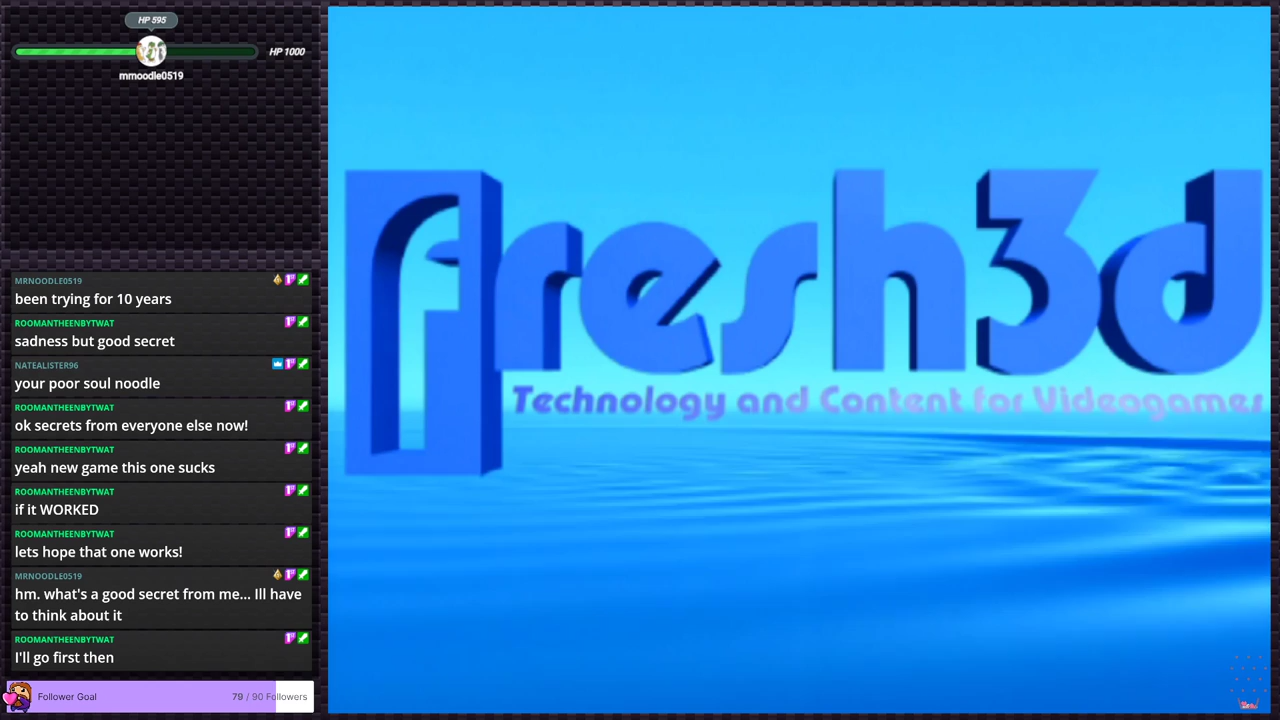 HP 595
HP 1000
mmoodle0519
MRNOODLE0519
been trying for 10 years
ROOMANTHEENBYTWAT
sadness but good secret
NATEALISTER96
your poor soul noodle
ROOMANTHEENBYTWAT
ok secrets from everyone else now!
ROOMANTHEENBYTWAT
yeah new game this one sucks
ROOMANTHEENBYTWAT
if it WORKED
ROOMANTHEENBYTWAT
lets hope that one works!
MRNOODLE0519
hm. what's a good secret from me... Ill have
to think about it
ROOMANTHEENBYTWAT
I'll go first then
Follower Goal
79 / 90 Followers
fresh3d
Technology and Content for Videogames